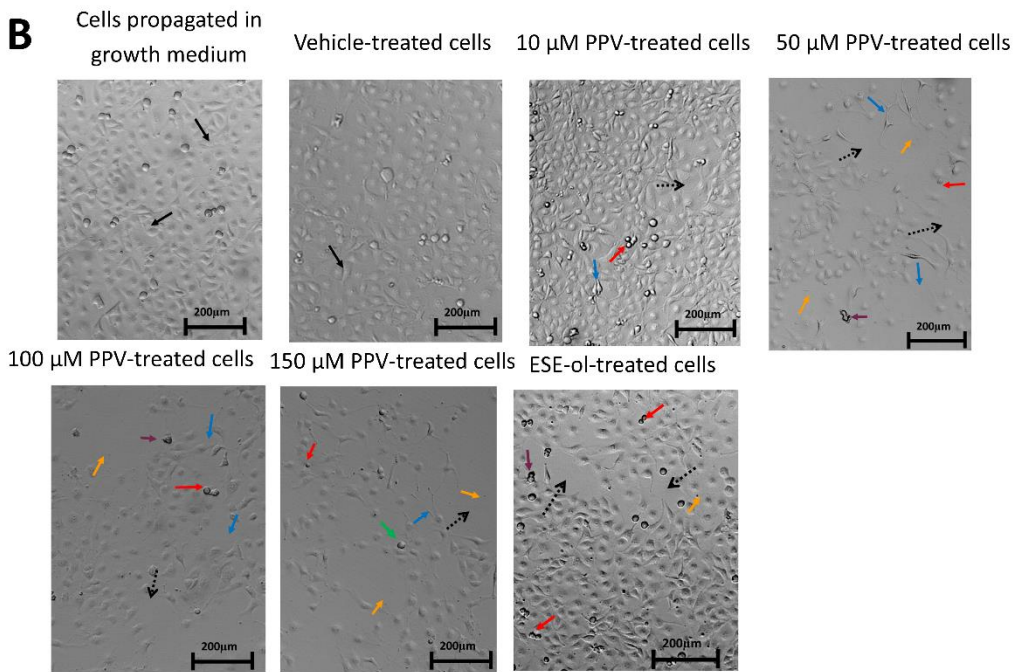 B
Cells propagated in
growth medium
Vehicle-treated cells
10 µM PPV-treated cells
50 µM PPV-treated cells
200µm
200µm
200µm
200µm
100 µM PPV-treated cells
150 µM PPV-treated cells
ESE-ol-treated cells
200µm
200µm
200µm